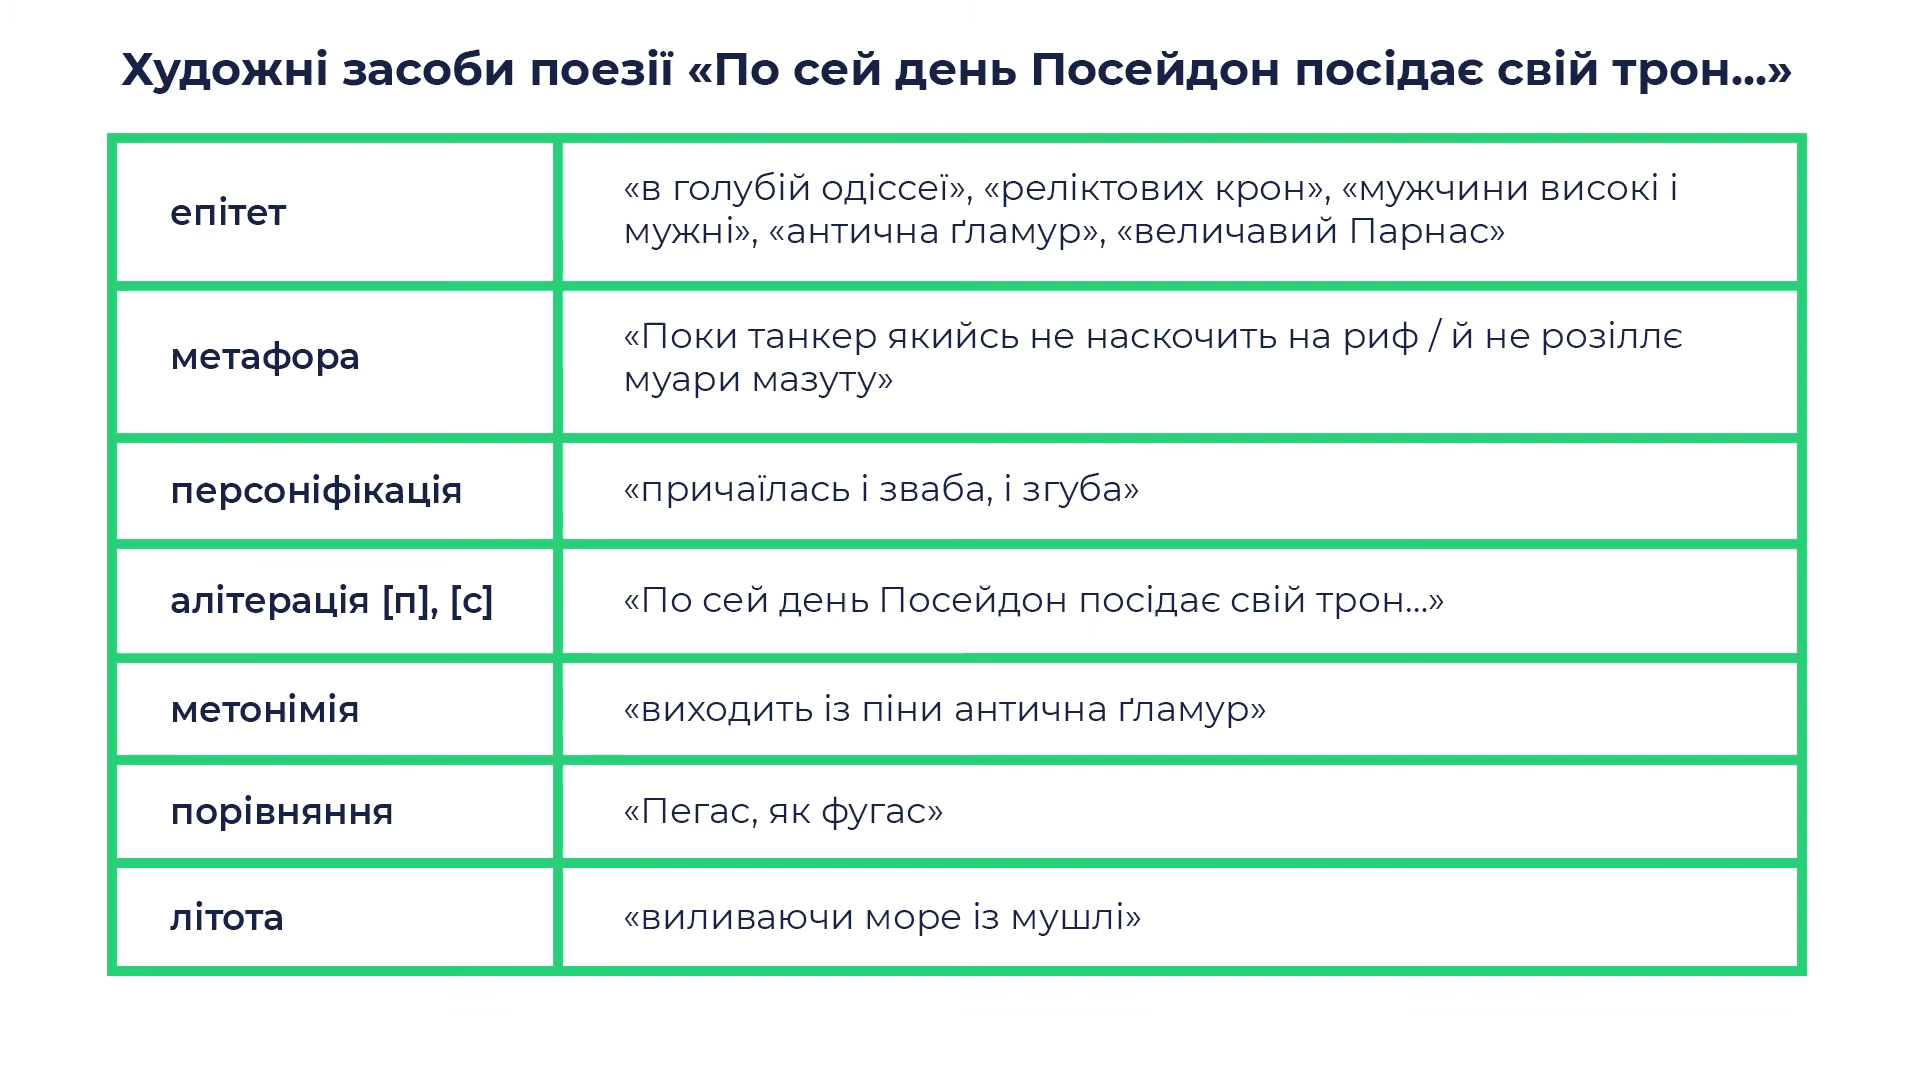 Художні засоби поезії «По сей день Посейдон посідає свій трон...»
епітет
«в голубій одіссеї», «реліктових крон», «мужчини високі і
мужні», «антична ґламур», «величавий Парнас»
метафора
«Поки танкер якийсь не наскочить на риф / й не розіллє
муари мазуту»
персоніфікація
«причаїлась і зваба, і згуба»
алітерація [п], [с]
«По сей день Посейдон посідає свій трон...»
метонімія
«виходить із піни антична ґламур»
порівняння
«Пегас, як фугас»
літота
«виливаючи море із мушлі»